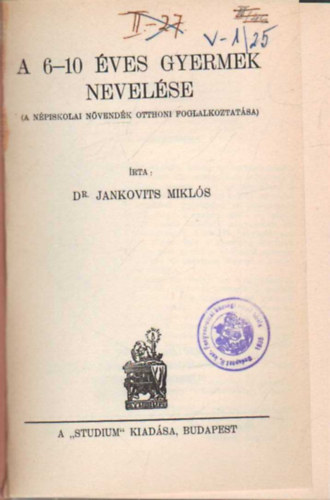 II-27
V-1/25
A 6–10 ÉVES GYERMEK
NEVELÉSE
(A NÉPISKOLAI NÖVENDÉK OTTHONI FOGLALKOZTATÁSA)
ÍRTA:
DR. JANKOVITS MIKLÓS
A „STUDIUM" KIADÁSA, BUDAPEST